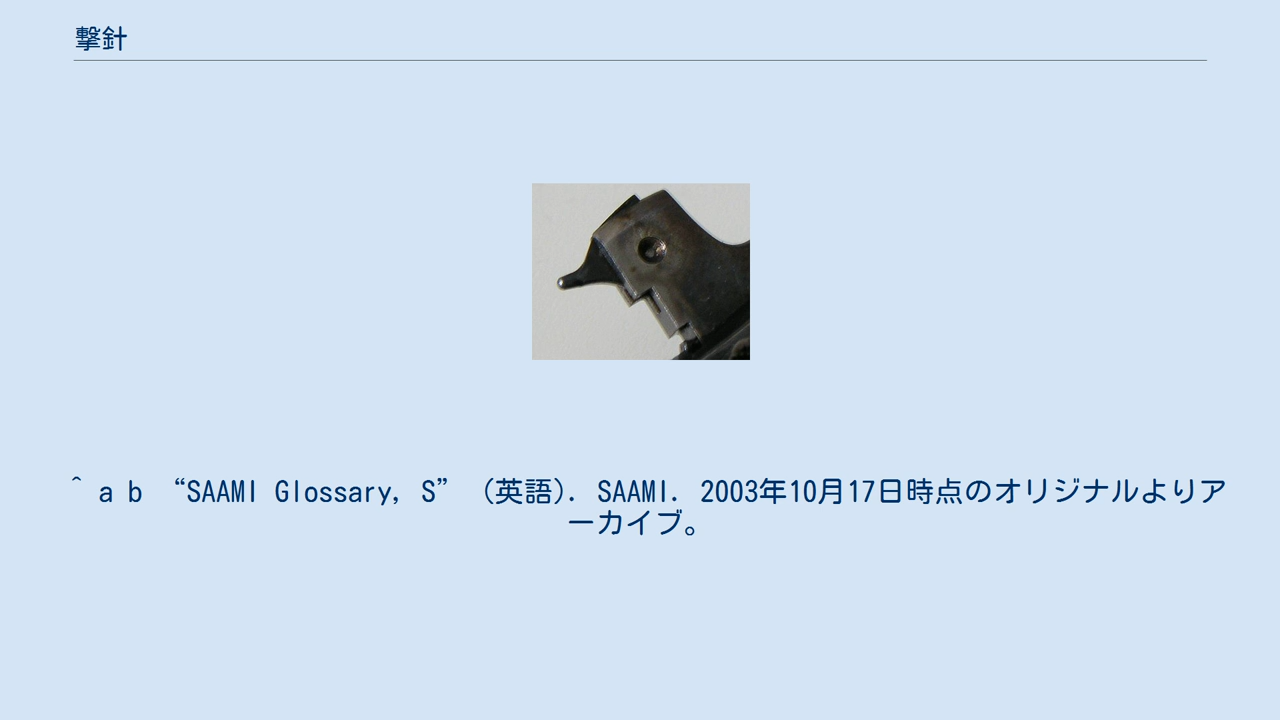 撃針
^ a b “SAAMI Glossary, S” (英語). SAAMI. 2003年10月17日時点のオリジナルよりア
ーカイブ。